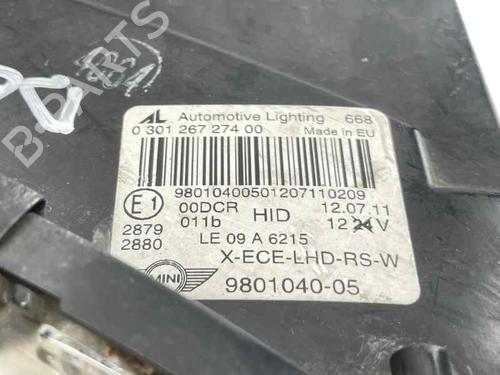 B-PARTS
AL Automotive Lighting 668
0 301 267 274 00 Made in EU
98010400501207110209
E1 00DCR HID 12.07.11
2879 011b 12 24 V
2880 LE 09 A 6215
X-ECE-LHD-RS-W
MINI 9801040-05